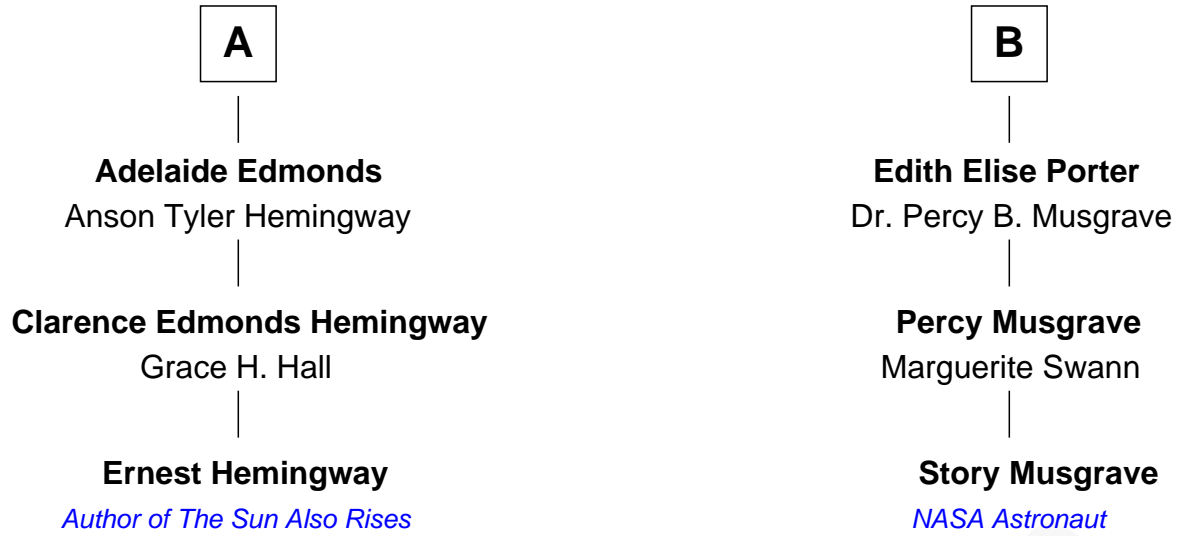 A
Adelaide Edmonds
Anson Tyler Hemingway
Clarence Edmonds Hemingway
Grace H. Hall
Ernest Hemingway
Author of The Sun Also Rises
B
Edith Elise Porter
Dr. Percy B. Musgrave
Percy Musgrave
Marguerite Swann
Story Musgrave
NASA Astronaut